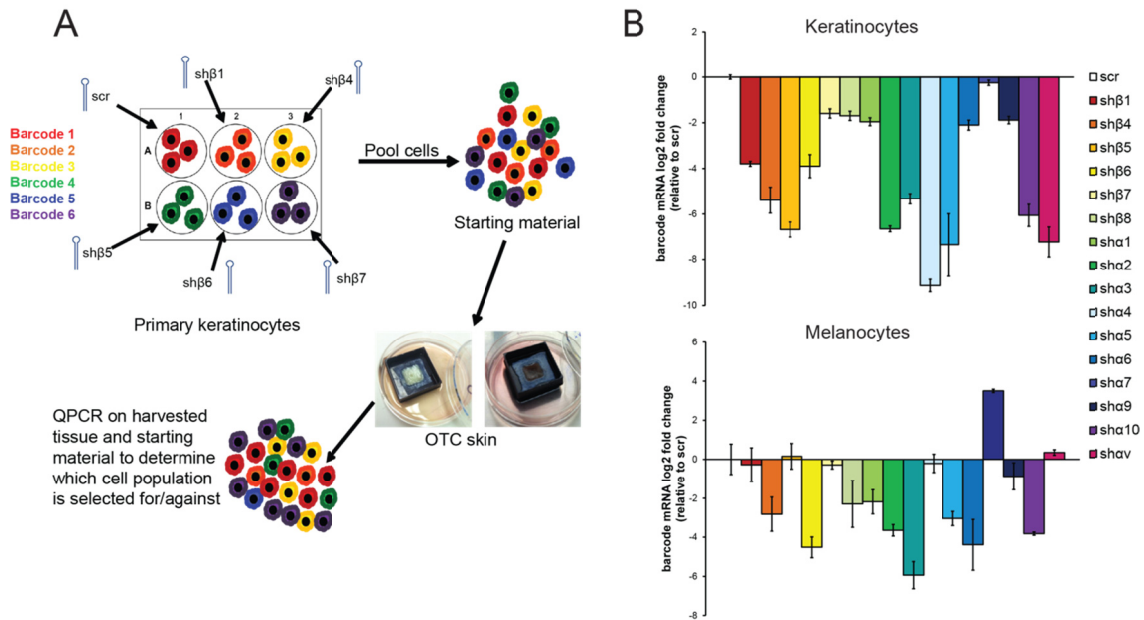 A
scr
shβ1
shβ4
Barcode 1
Barcode 2
Barcode 3
Barcode 4
Barcode 5
Barcode 6
1
2
3
A
B
Pool cells
Starting material
shβ5
shβ6
shβ7
Primary keratinocytes
OTC skin
QPCR on harvested
tissue and starting
material to determine
which cell population
is selected for/against
B
Keratinocytes
barcode mRNA log2 fold change
(relative to scr)
2
0
-2
-4
-6
-8
-10
Melanocytes
barcode mRNA log2 fold change
(relative to scr)
6
4
2
0
-2
-4
-6
-8
scr
shβ1
shβ4
shβ5
shβ6
shβ7
shβ8
shα1
shα2
shα3
shα4
shα5
shα6
shα7
shα9
shα10
shαv